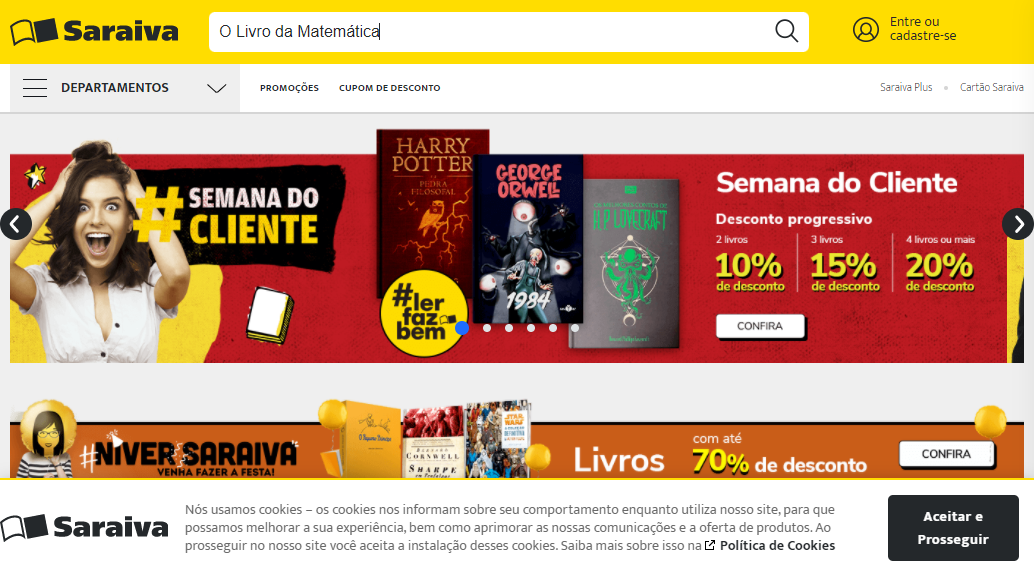 Saraiva
O Livro da Matemática
Entre ou
cadastre-se
DEPARTAMENTOS
PROMOÇÕES
CUPOM DE DESCONTO
Saraiva Plus
Cartão Saraiva
# SEMANA DO
CLIENTE
HARRY
POTTER
PEDRA
FILOSOFAL
GEORGE
ORWELL
1984
H.P. LOVECRAFT
#ler
faz
bem
Semana do Cliente
Desconto progressivo
2 livros
3 livros
4 livros ou mais
10%
15%
20%
de desconto
de desconto
de desconto
CONFIRA
#NIVER SARAIVA
VENHA FAZER A FESTA!
O Pequeno Príncipe
BERNARD
CORNWELL
SHARPE
STAR
WARS
Livros
com até
70% de desconto
CONFIRA
Saraiva
Nós usamos cookies – os cookies nos informam sobre seu comportamento enquanto utiliza nosso site, para que
possamos melhorar a sua experiência, bem como aprimorar as nossas comunicações e a oferta de produtos. Ao
prosseguir no nosso site você aceita a instalação desses cookies. Saiba mais sobre isso na Política de Cookies
Aceitar e
Prosseguir